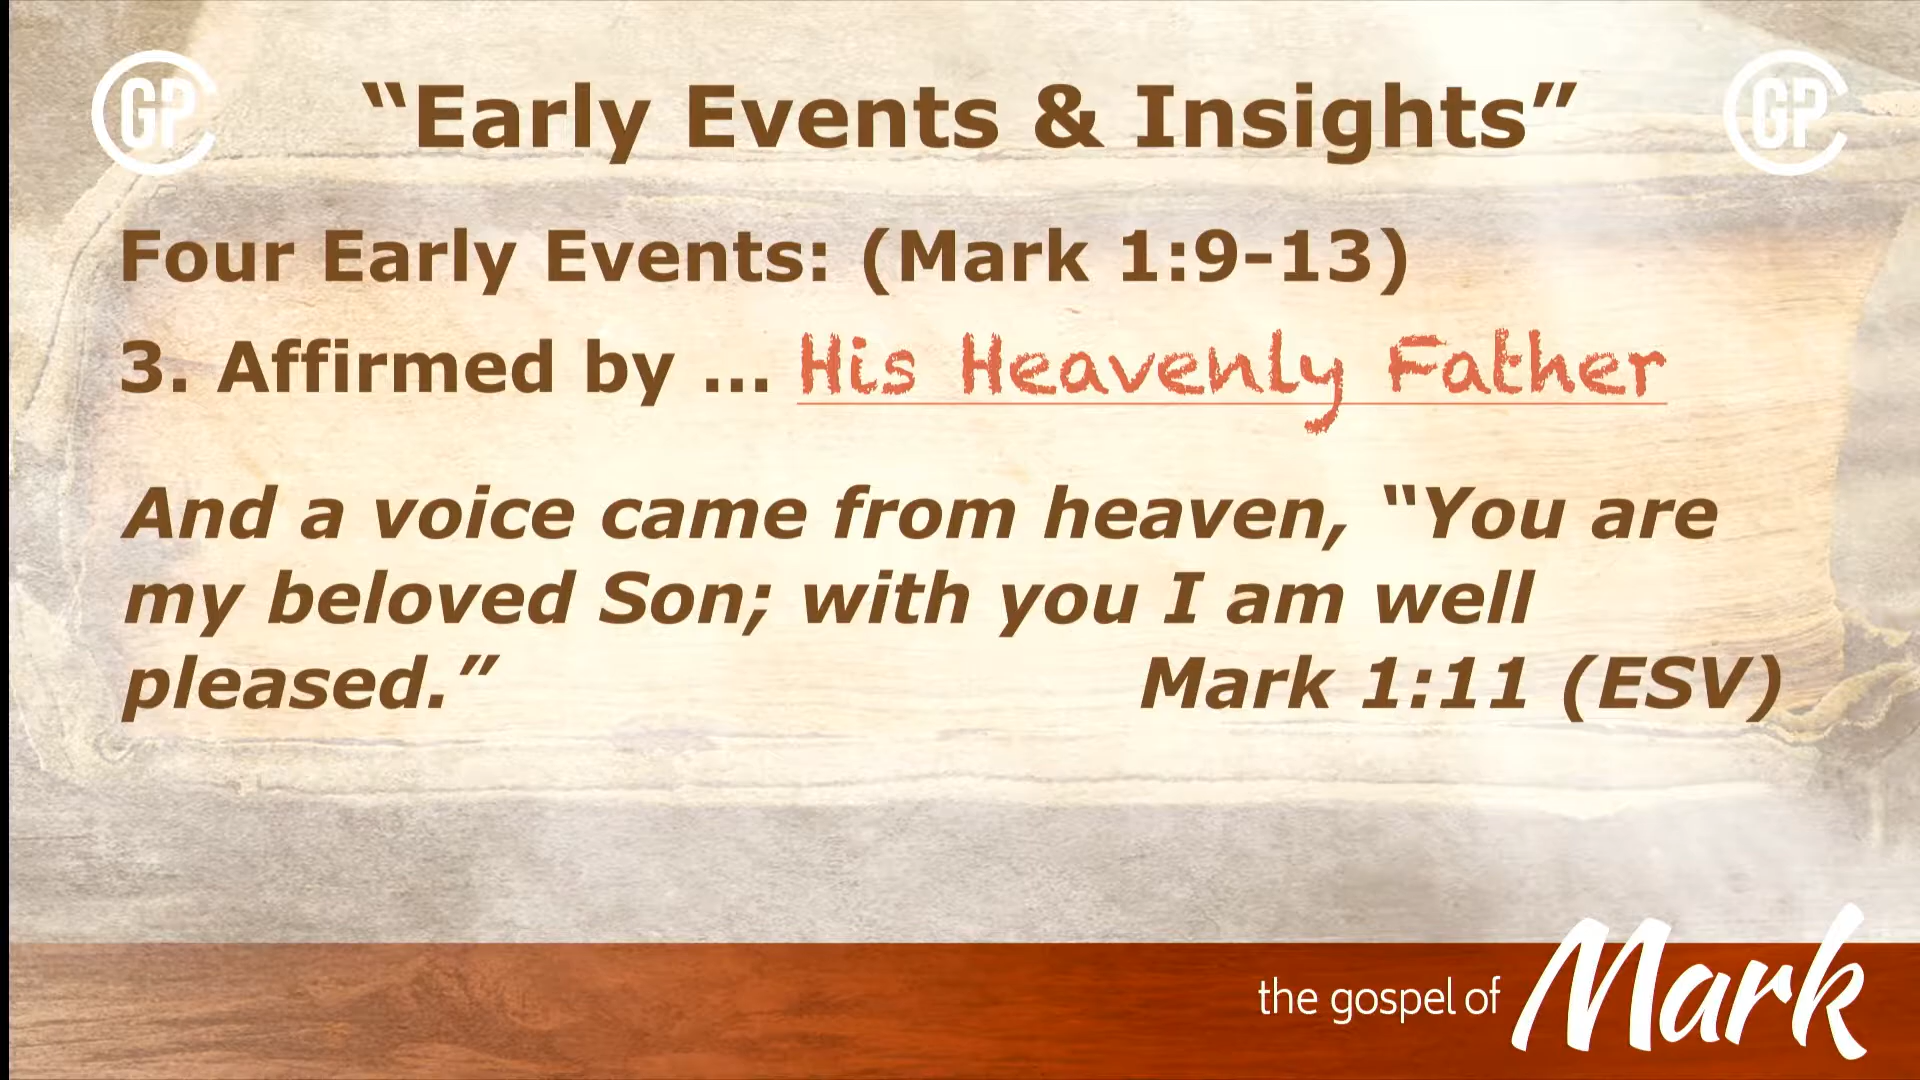 GPC GPC
“Early Events & Insights”
Four Early Events: (Mark 1:9-13)
3. Affirmed by ... His Heavenly Father
And a voice came from heaven, “You are
my beloved Son; with you I am well
pleased.” Mark 1:11 (ESV)
the gospel of Mark